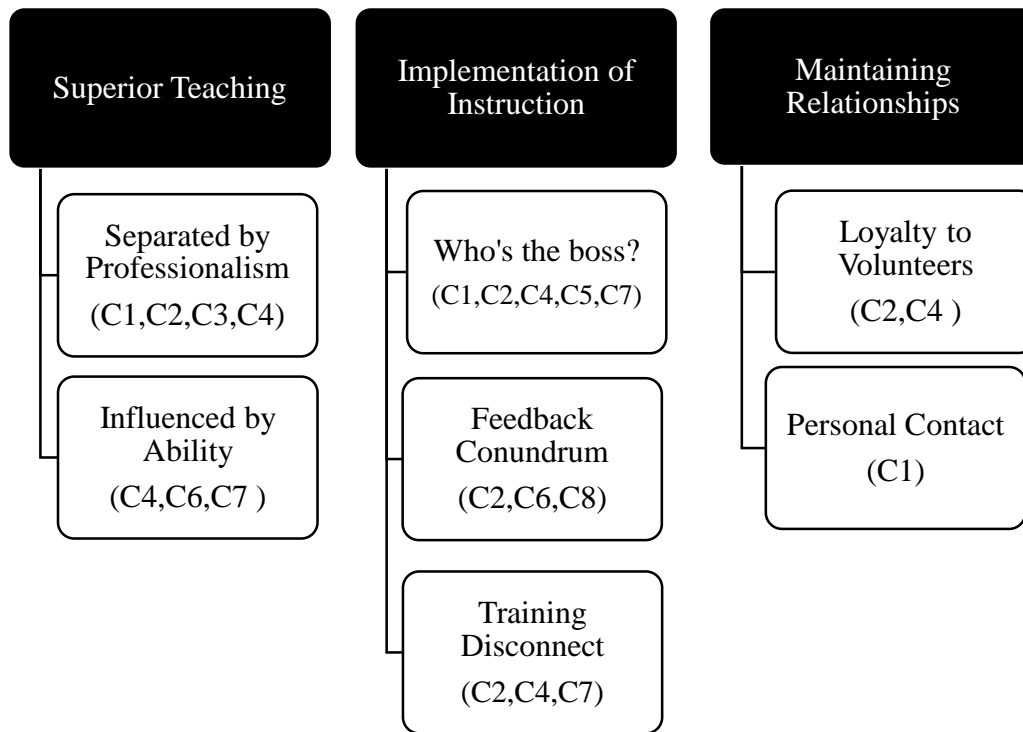 Superior Teaching
Separated by
Professionalism
(C1,C2,C3,C4)
Influenced by
Ability
(C4,C6,C7 )
Implementation of
Instruction
Who's the boss?
(C1,C2,C4,C5,C7)
Feedback
Conundrum
(C2,C6,C8)
Training
Disconnect
(C2,C4,C7)
Maintaining
Relationships
Loyalty to
Volunteers
(C2,C4 )
Personal Contact
(C1)